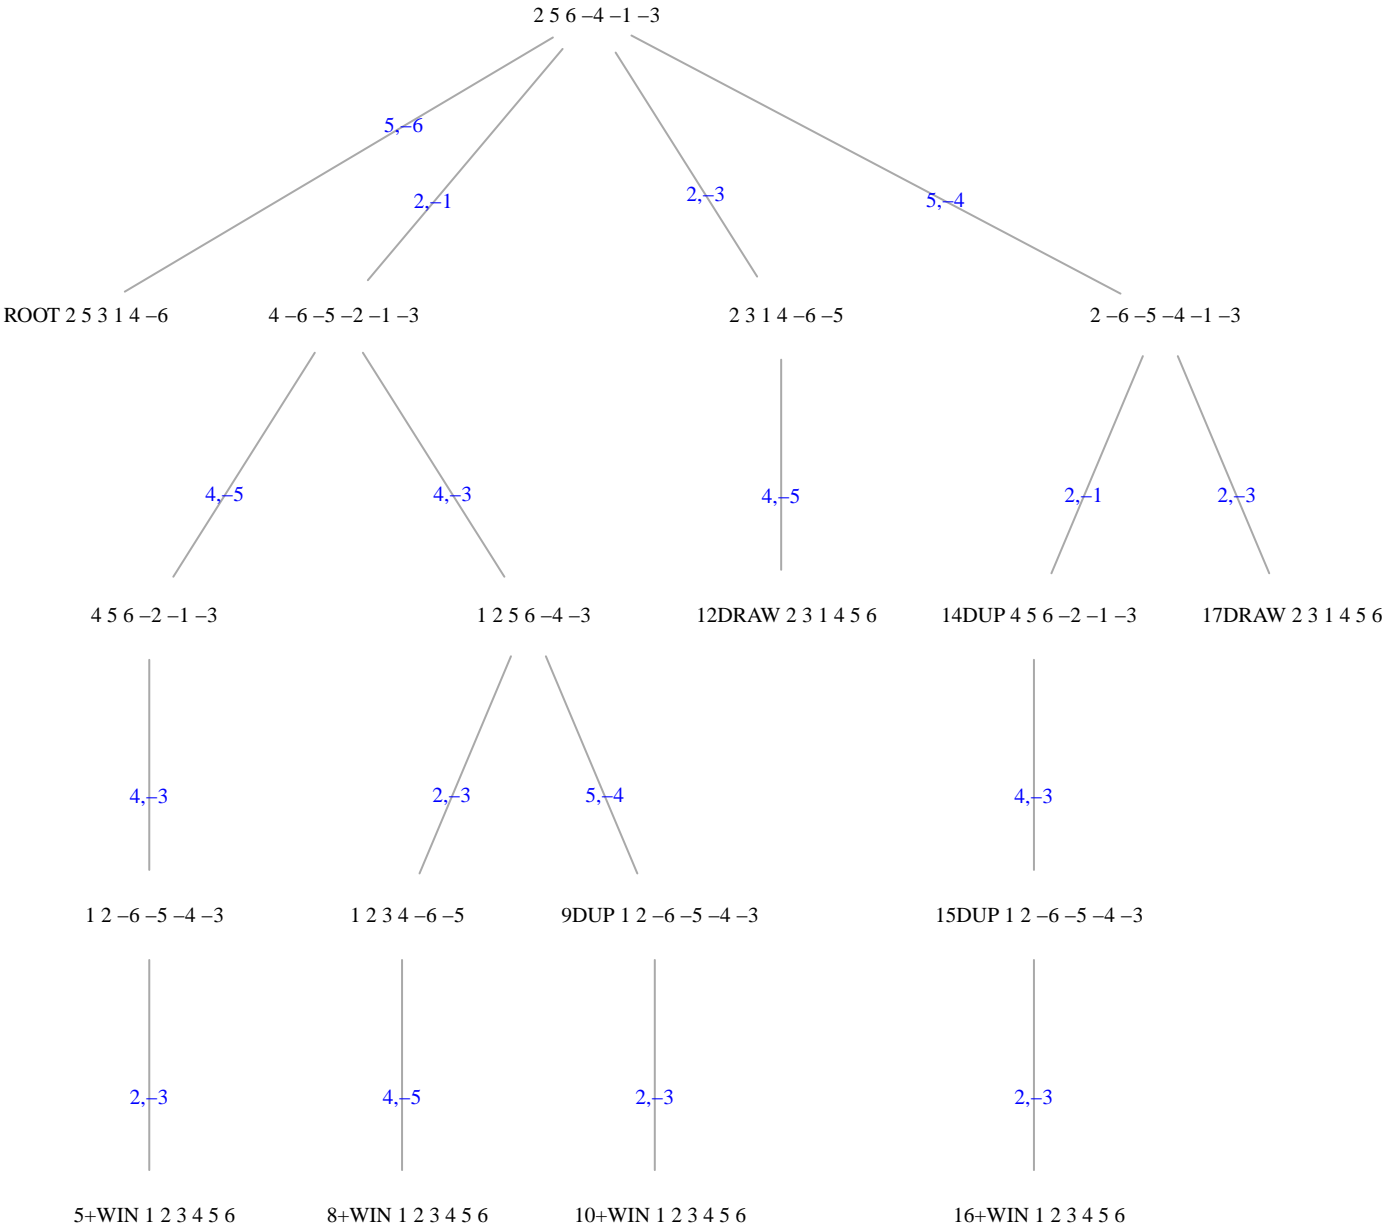 2 5 6 –4 –1 –3
5,–6
2,–1
2,–3
5,–4
ROOT 2 5 3 1 4 –6
4 –6 –5 –2 –1 –3
2 3 1 4 –6 –5
2 –6 –5 –4 –1 –3
4,–5
4,–3
4,–5
2,–1
2,–3
4 5 6 –2 –1 –3
1 2 5 6 –4 –3
12DRAW 2 3 1 4 5 6
14DUP 4 5 6 –2 –1 –3
17DRAW 2 3 1 4 5 6
4,–3
2,–3
5,–4
4,–3
1 2 –6 –5 –4 –3
1 2 3 4 –6 –5
9DUP 1 2 –6 –5 –4 –3
15DUP 1 2 –6 –5 –4 –3
2,–3
4,–5
2,–3
2,–3
5+WIN 1 2 3 4 5 6
8+WIN 1 2 3 4 5 6
10+WIN 1 2 3 4 5 6
16+WIN 1 2 3 4 5 6